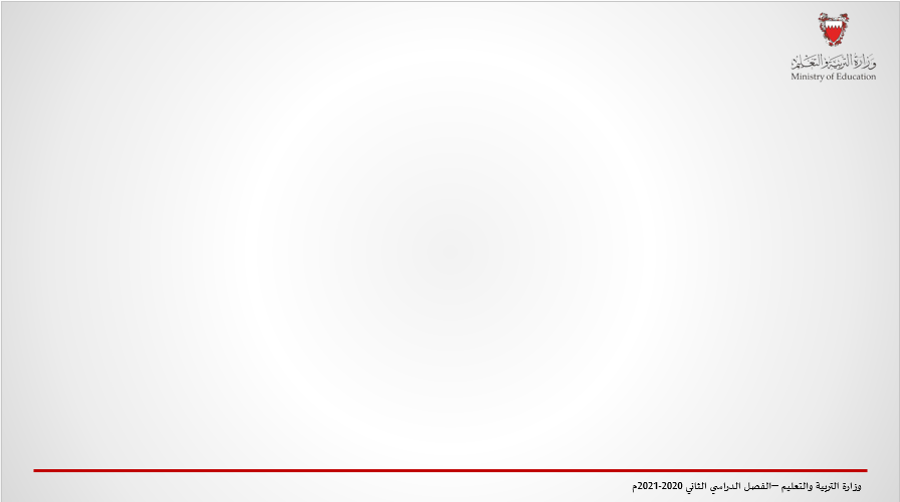 وزارة التربية والتعليم
Ministry of Education
وزارة التربية والتعليم –الفصل الدراسي الثاني 2020-2021م